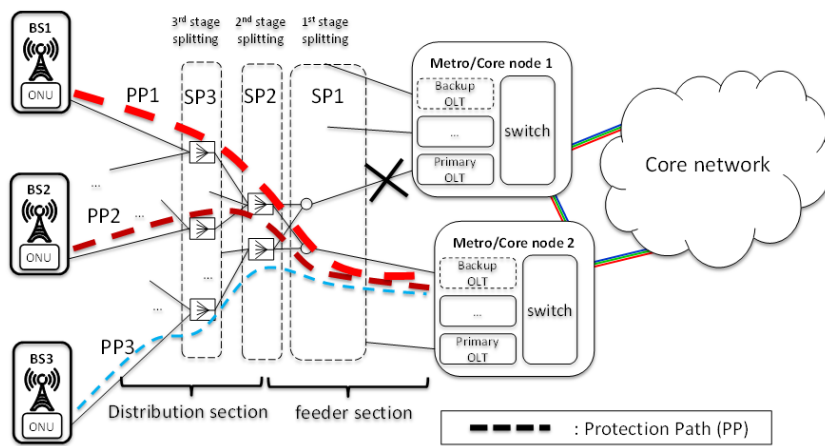 3rd stage
splitting
2nd stage
splitting
1st stage
splitting
BS1
ONU
PP1
SP3
SP2
SP1
Metro/Core node 1
Backup
OLT
...
Primary
OLT
switch
Core network
...
BS2
ONU
PP2
...
...
...
Metro/Core node 2
Backup
OLT
...
Primary
OLT
switch
BS3
ONU
PP3
Distribution section
feeder section
: Protection Path (PP)